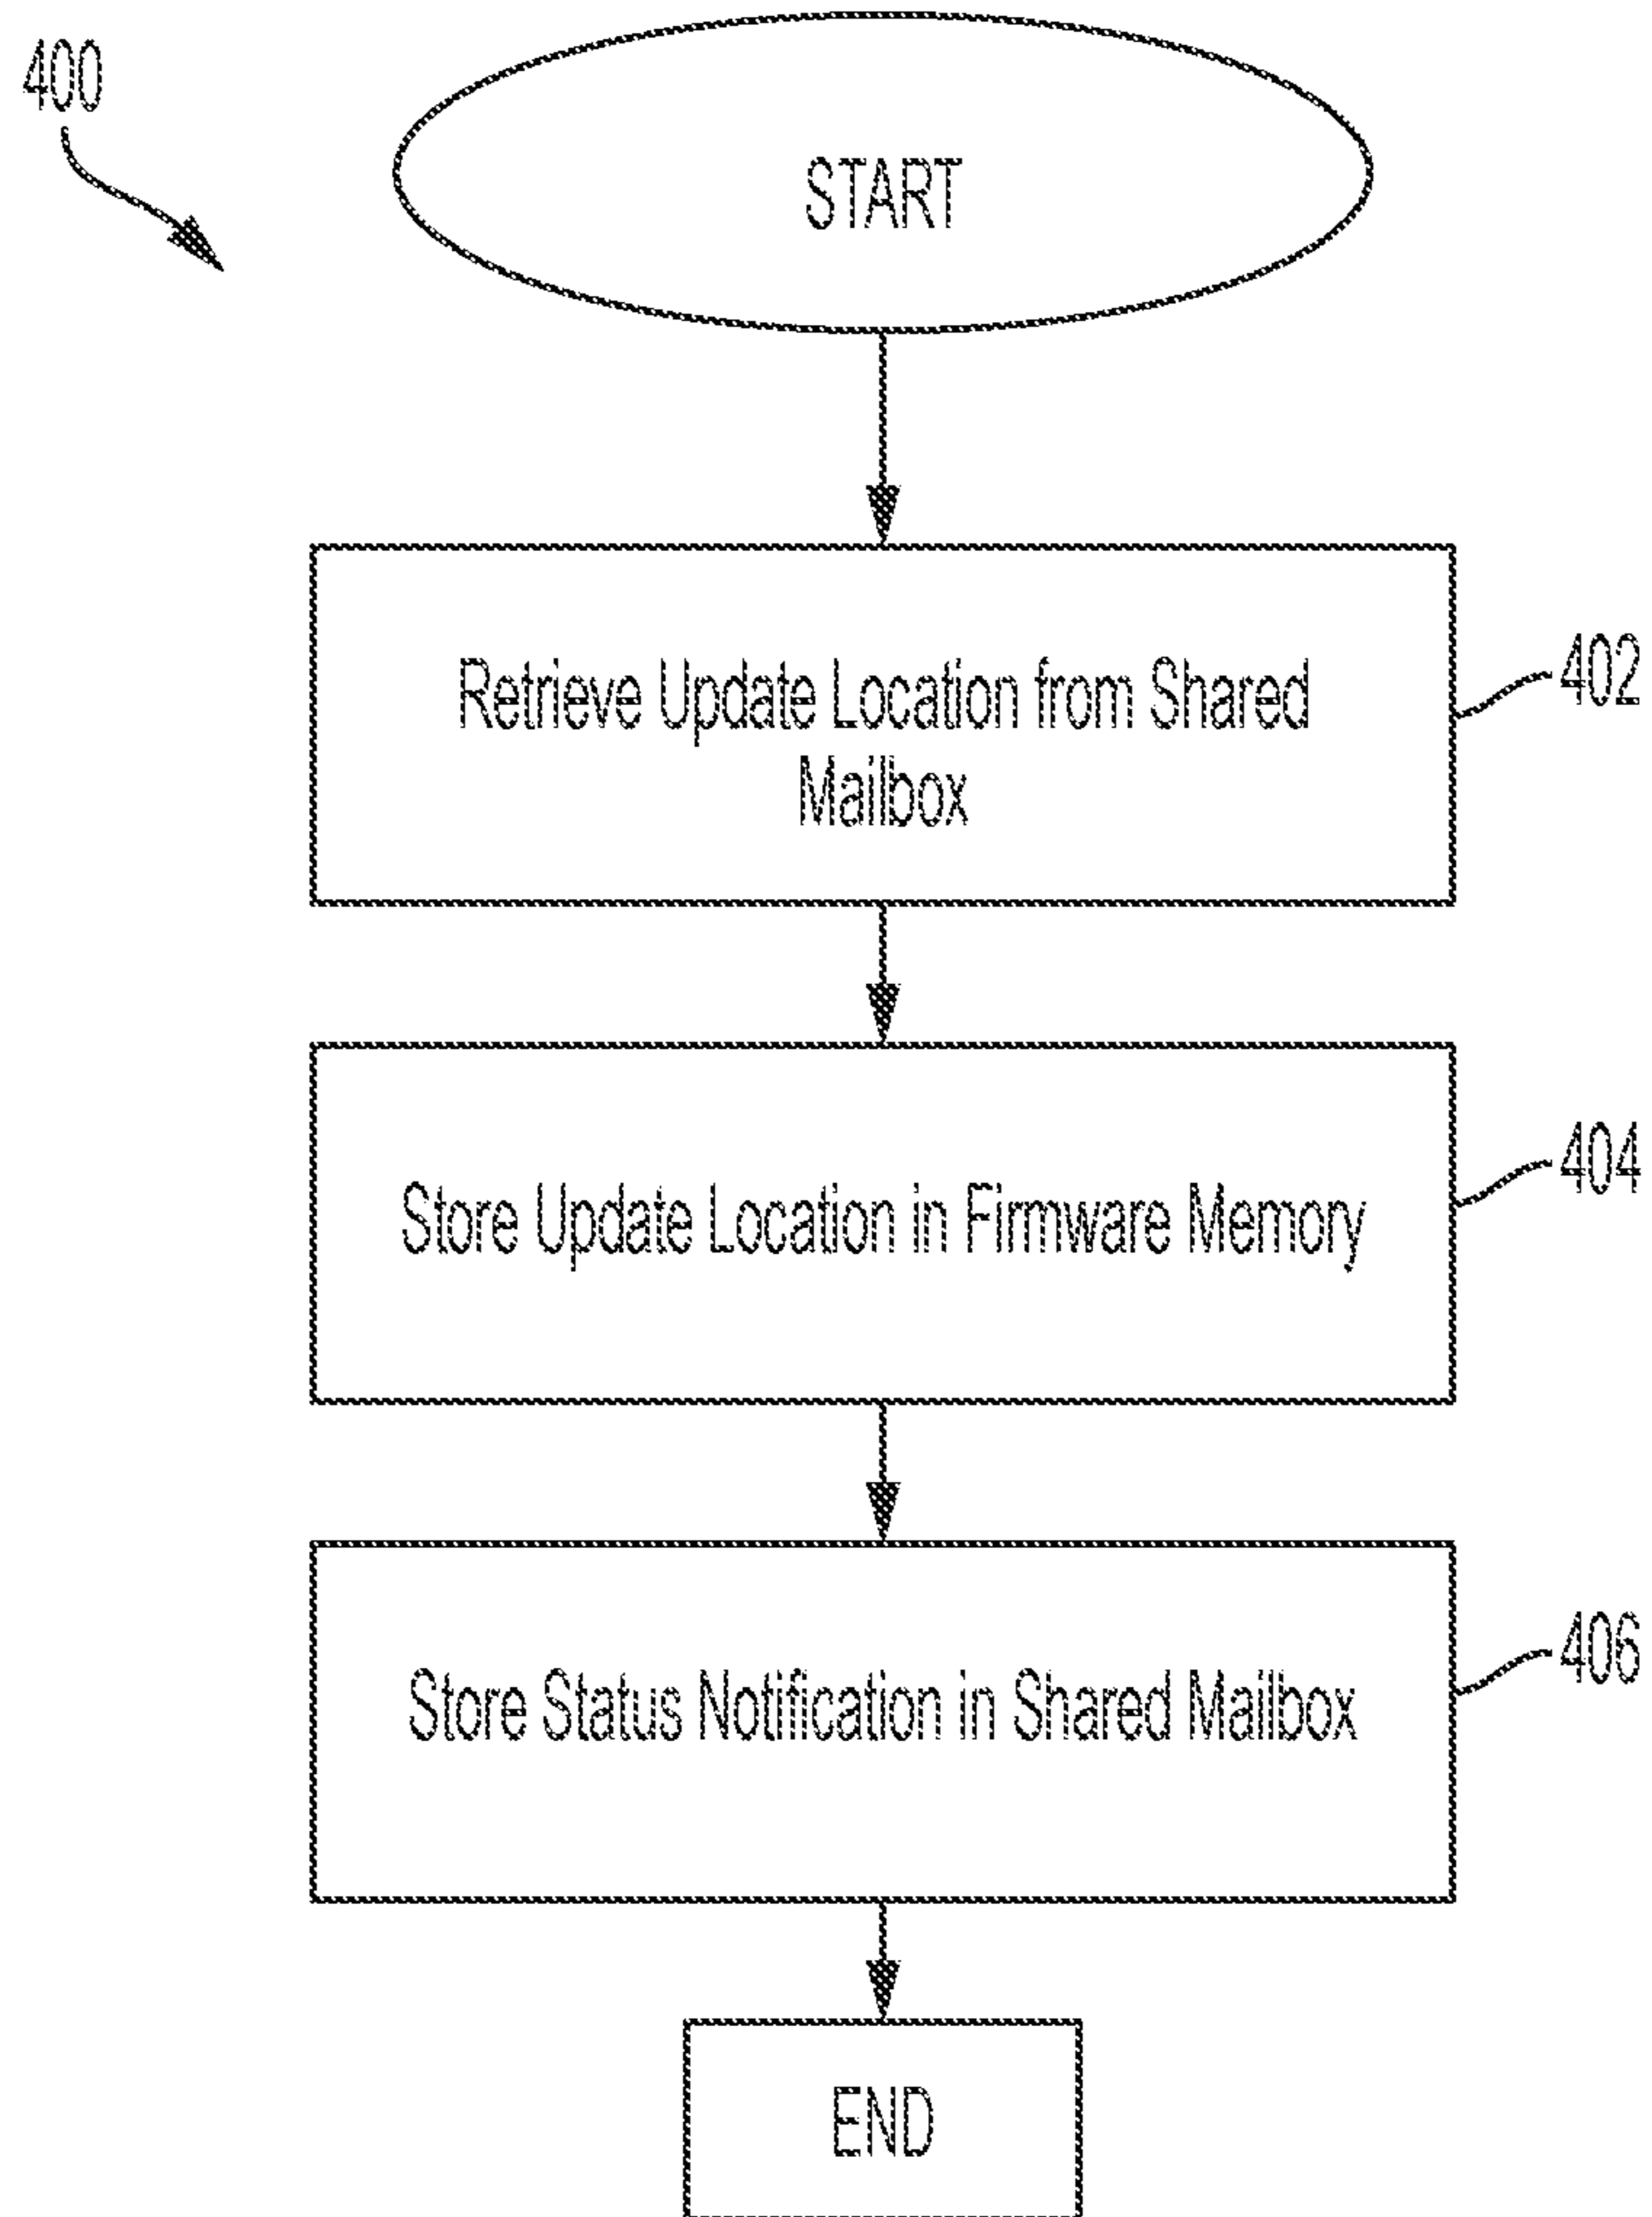 400
START
Retrieve Update Location from Shared
Mailbox
402
Store Update Location in Firmware Memory
404
Store Status Notification in Shared Mailbox
406
END